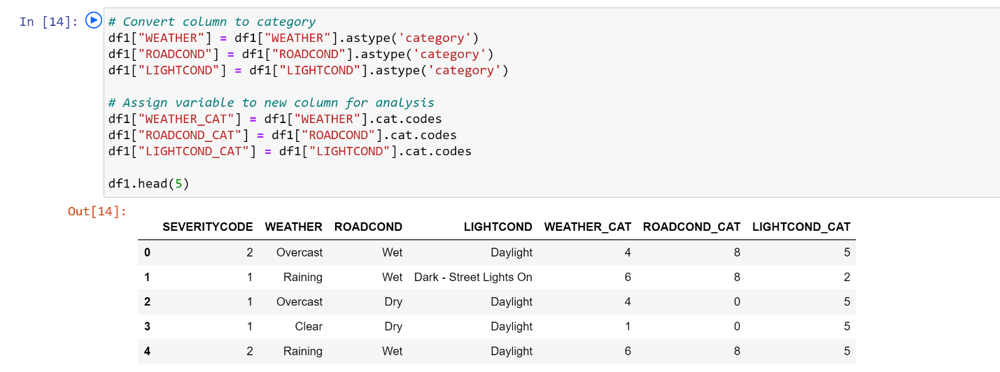 In [14]:
# Convert column to category
df1["WEATHER"] = df1["WEATHER"].astype('category')
df1["ROADCOND"] = df1["ROADCOND"].astype('category')
df1["LIGHTCOND"] = df1["LIGHTCOND"].astype('category')
# Assign variable to new column for analysis
df1["WEATHER_CAT"] = df1["WEATHER"].cat.codes
df1["ROADCOND_CAT"] = df1["ROADCOND"].cat.codes
df1["LIGHTCOND_CAT"] = df1["LIGHTCOND"].cat.codes
df1.head(5)
Out[14]:
SEVERITYCODE WEATHER ROADCOND LIGHTCOND WEATHER_CAT ROADCOND_CAT LIGHTCOND_CAT
0 2 Overcast Wet Daylight 4 8 5
1 1 Raining Wet Dark - Street Lights On 6 8 2
2 1 Overcast Dry Daylight 4 0 5
3 1 Clear Dry Daylight 1 0 5
4 2 Raining Wet Daylight 6 8 5